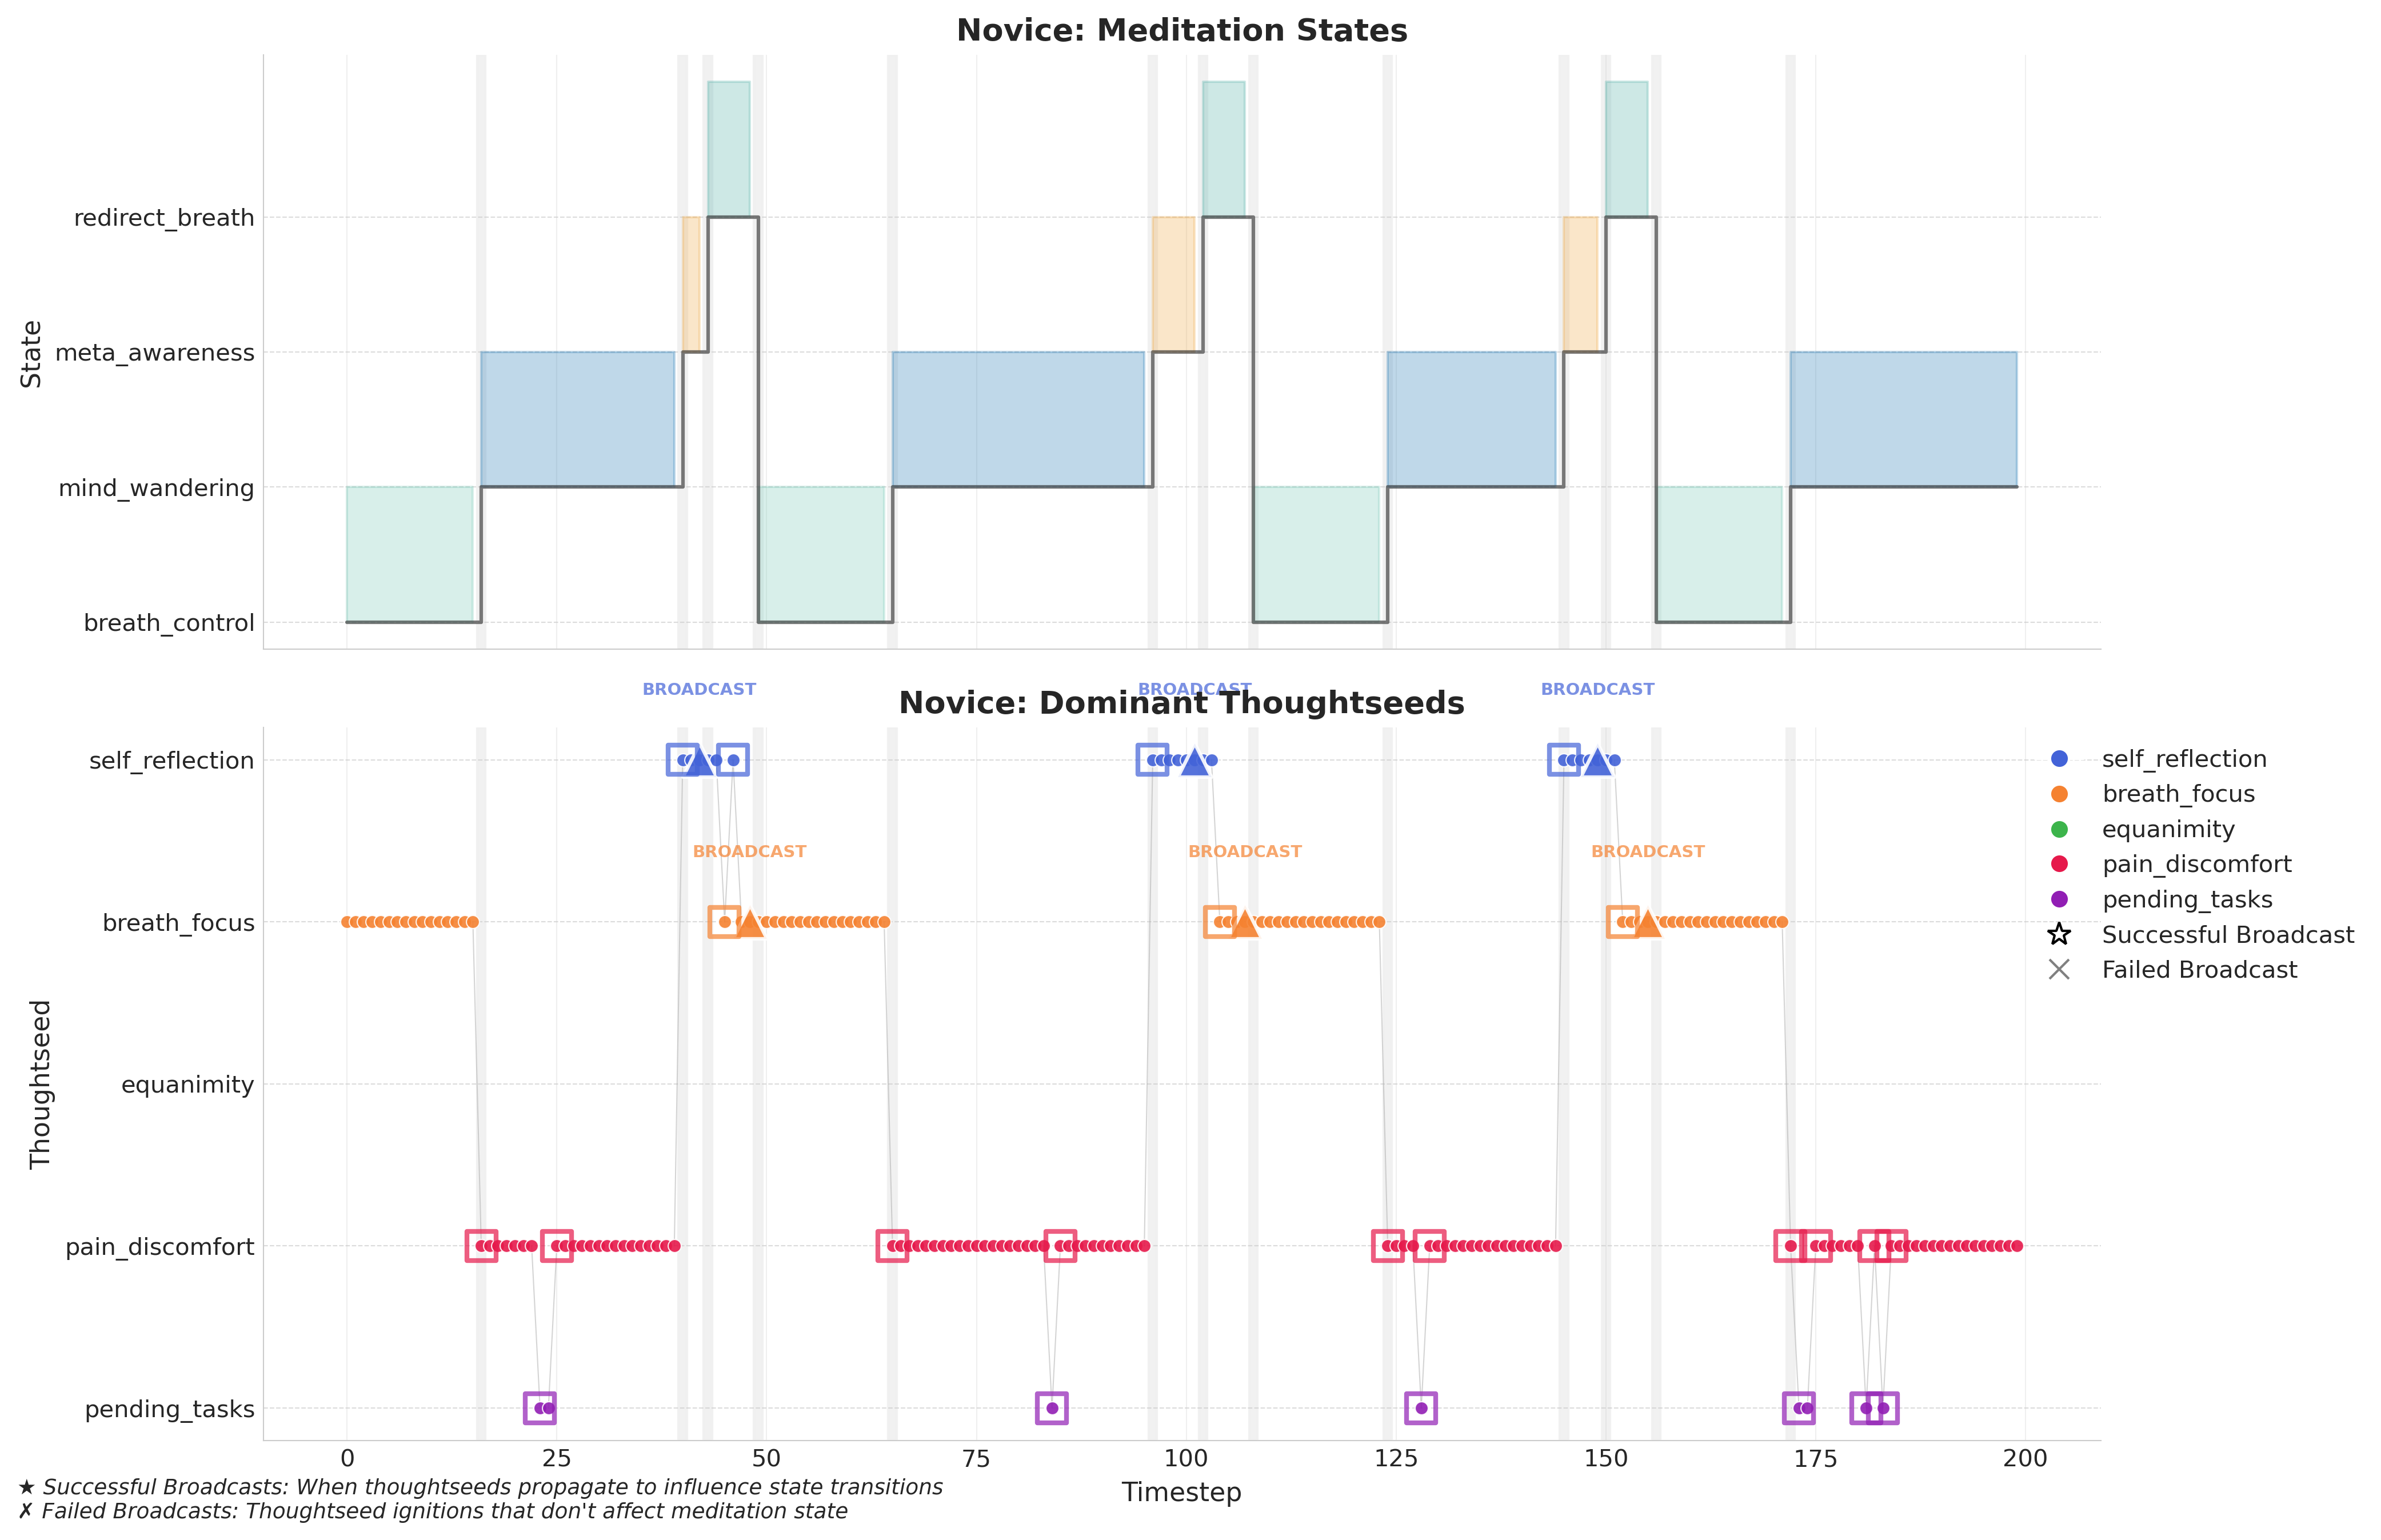 Novice: Meditation States
State
redirect_breath
meta_awareness
mind_wandering
breath_control
BROADCAST
BROADCAST
BROADCAST
Novice: Dominant Thoughtseeds
Thoughtseed
self_reflection
breath_focus
equanimity
pain_discomfort
pending_tasks
BROADCAST
BROADCAST
BROADCAST
self_reflection
breath_focus
equanimity
pain_discomfort
pending_tasks
Successful Broadcast
Failed Broadcast
0 25 50 75 100 125 150 175 200
Timestep
★ Successful Broadcasts: When thoughtseeds propagate to influence state transitions
✗ Failed Broadcasts: Thoughtseed ignitions that don't affect meditation state